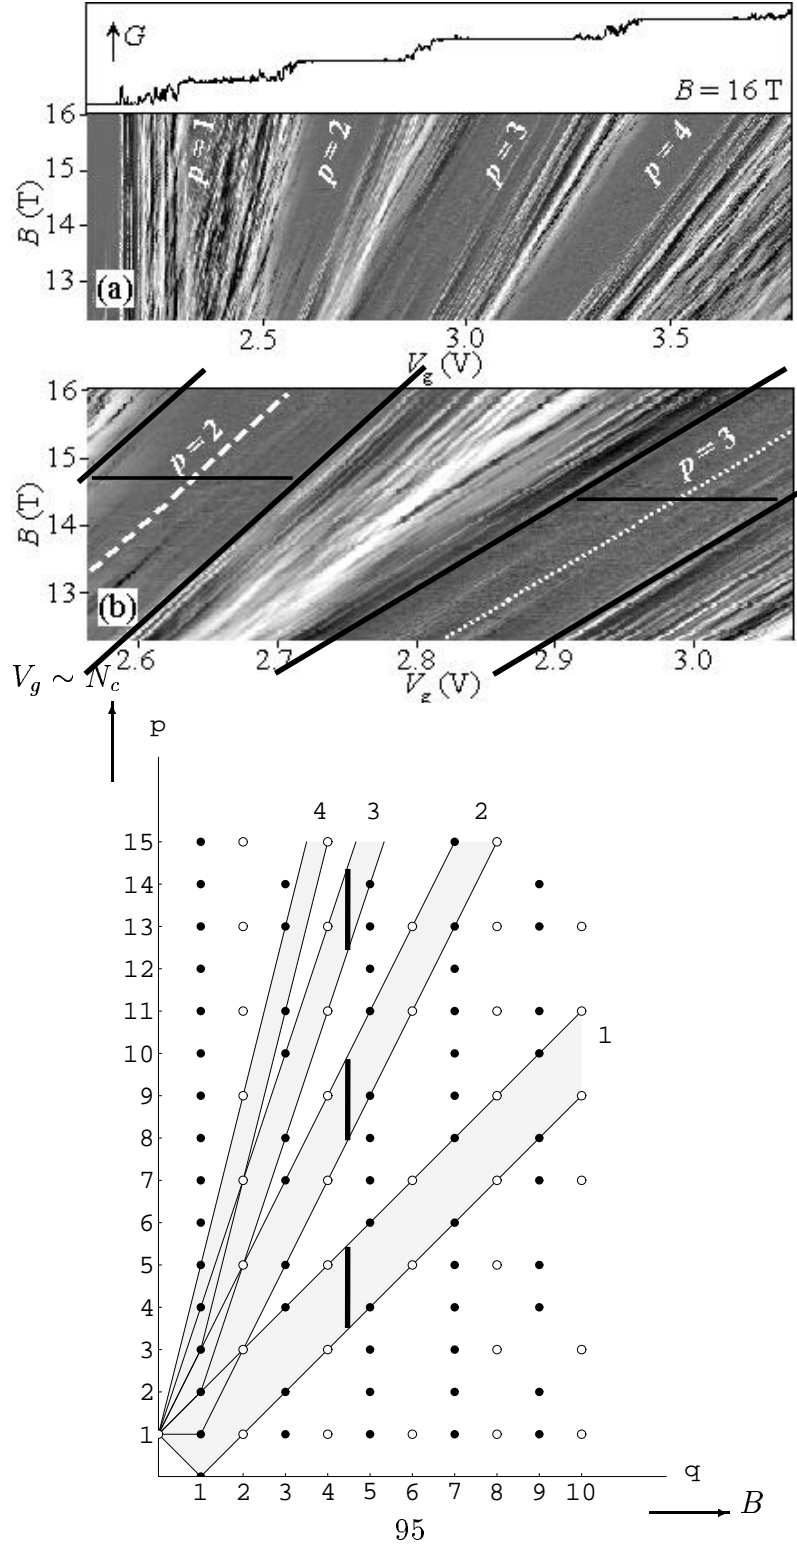 G
B = 16 T
16
p = 1
p = 2
p = 3
p = 4
15
B (T)
14
13
(a)
2.5 3.0 3.5
V_g (V)
16
p = 2
p = 3
15
B (T)
14
13
(b)
2.6 2.7 2.8 2.9 3.0
V_g ∼ N_c
V_g (V)
p
4 3 2
15
14
13
12
11
1
10
9
8
7
6
5
4
3
2
1
q
1 2 3 4 5 6 7 8 9 10
B
95